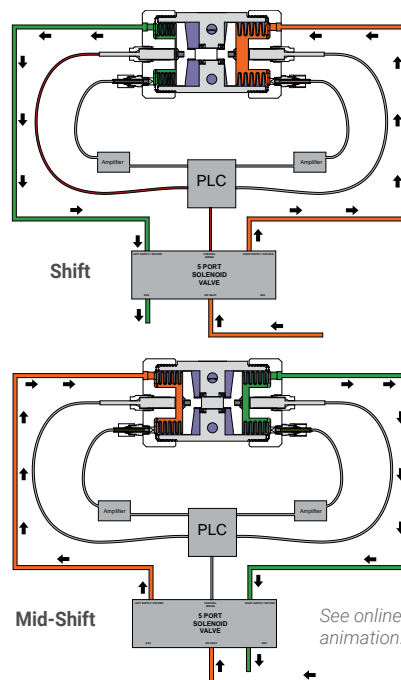 Amplifier
Amplifier
PLC
Shift
5 PORT
SOLENOID
VALVE
Amplifier
Amplifier
PLC
Mid-Shift
5 PORT
SOLENOID
VALVE
See online
animation.